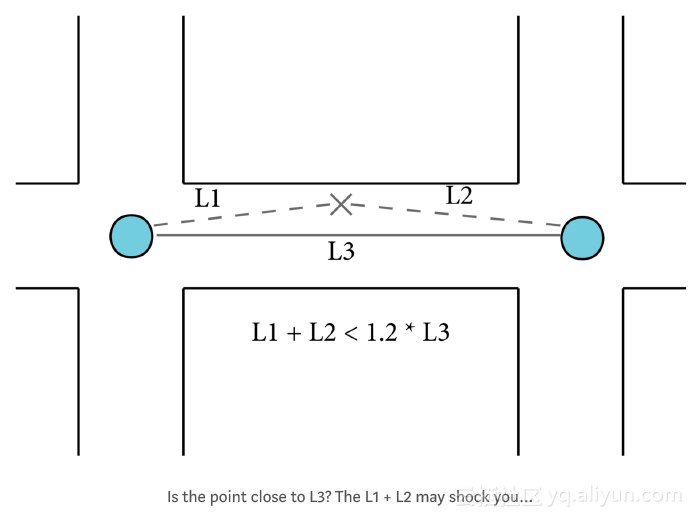 L1
L2
L3
L1 + L2 < 1.2 * L3
Is the point close to L3? The L1 + L2 may shock you...
云栖社区 yq.aliyun.com